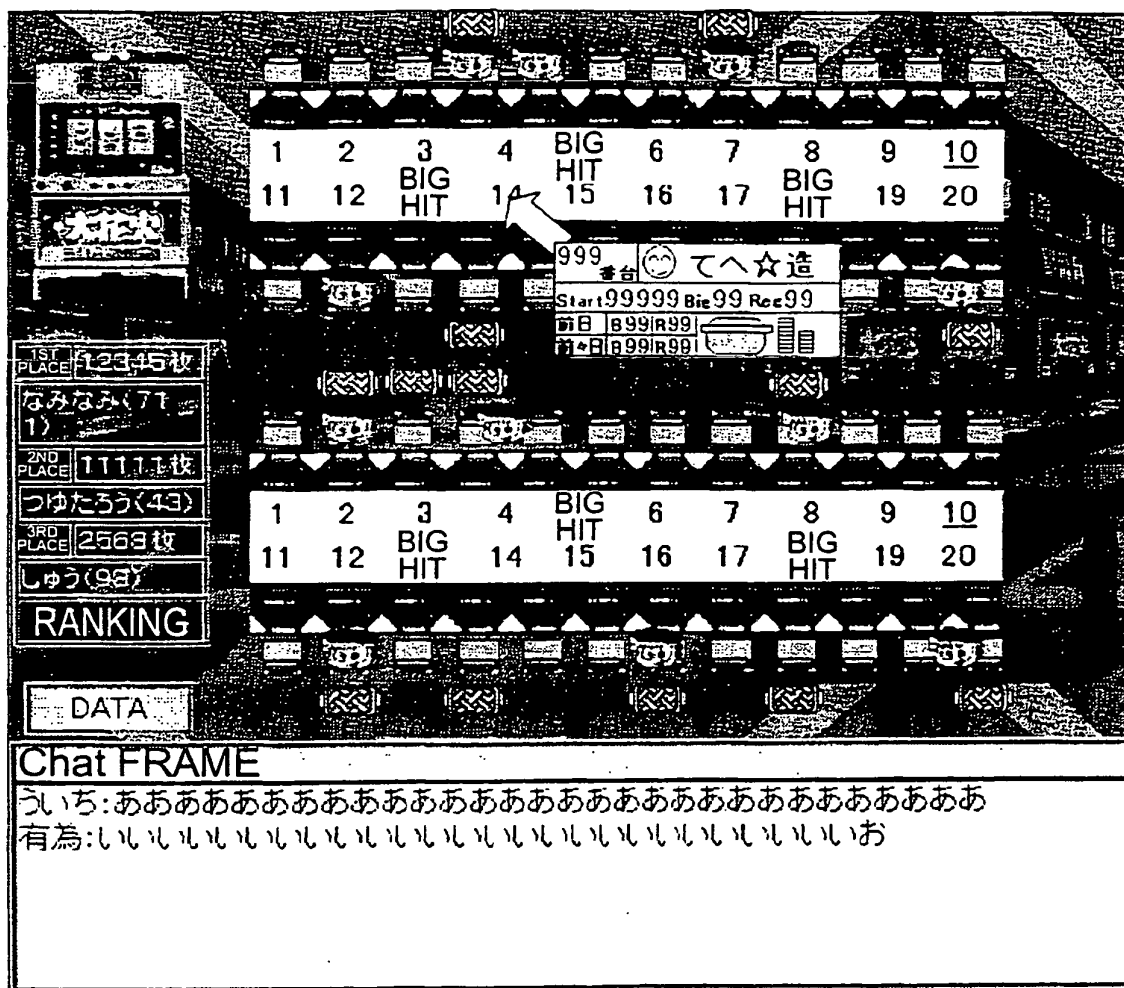 1 2 3 4 BIG HIT 6 7 8 9 10
11 12 BIG HIT 14 15 16 17 BIG HIT 19 20
999番台 てへ☆造
Start99999 Big99 Reg99
前日 B99 R99
前々日 B99 R99
1ST PLACE 12345枚
なみなみ(71
1)
2ND PLACE 11111枚
つゆたろう(43)
3RD PLACE 2569枚
しゅう(98)
RANKING
1 2 3 4 BIG HIT 6 7 8 9 10
11 12 BIG HIT 14 15 16 17 BIG HIT 19 20
DATA
Chat FRAME
ういち:あああああああああああああああああああああああああああああ
有為:いいいいいいいいいいいいいいいいいいいいいいいいいお